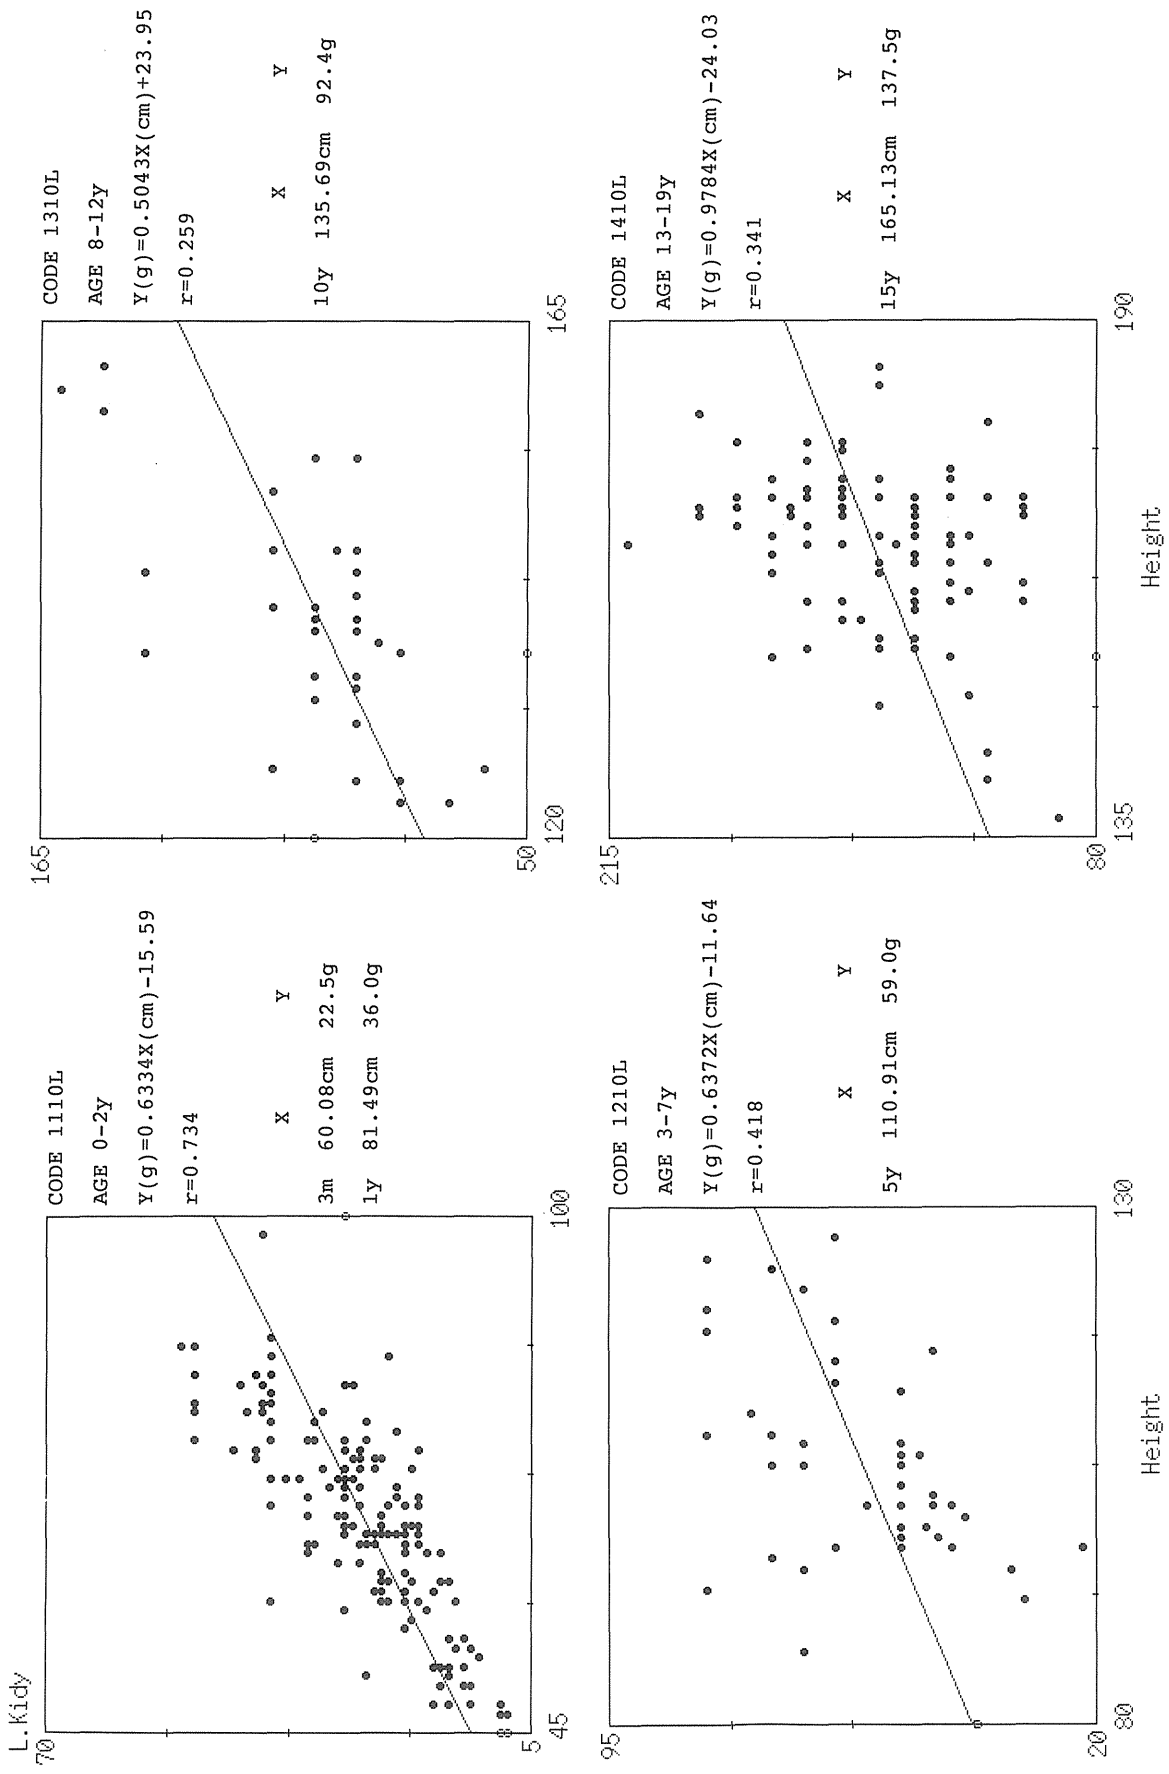 L.Kidy
70
5
45
100
CODE 1110L
AGE 0-2y
Y(g)=0.6334X(cm)-15.59
r=0.734
X Y
3m 60.08cm 22.5g
1y 81.49cm 36.0g
165
50
120
165
CODE 1310L
AGE 8-12y
Y(g)=0.5043X(cm)+23.95
r=0.259
X Y
10y 135.69cm 92.4g
95
20
80
130
Height
CODE 1210L
AGE 3-7y
Y(g)=0.6372X(cm)-11.64
r=0.418
X Y
5y 110.91cm 59.0g
215
80
135
190
Height
CODE 1410L
AGE 13-19y
Y(g)=0.9784X(cm)-24.03
r=0.341
X Y
15y 165.13cm 137.5g